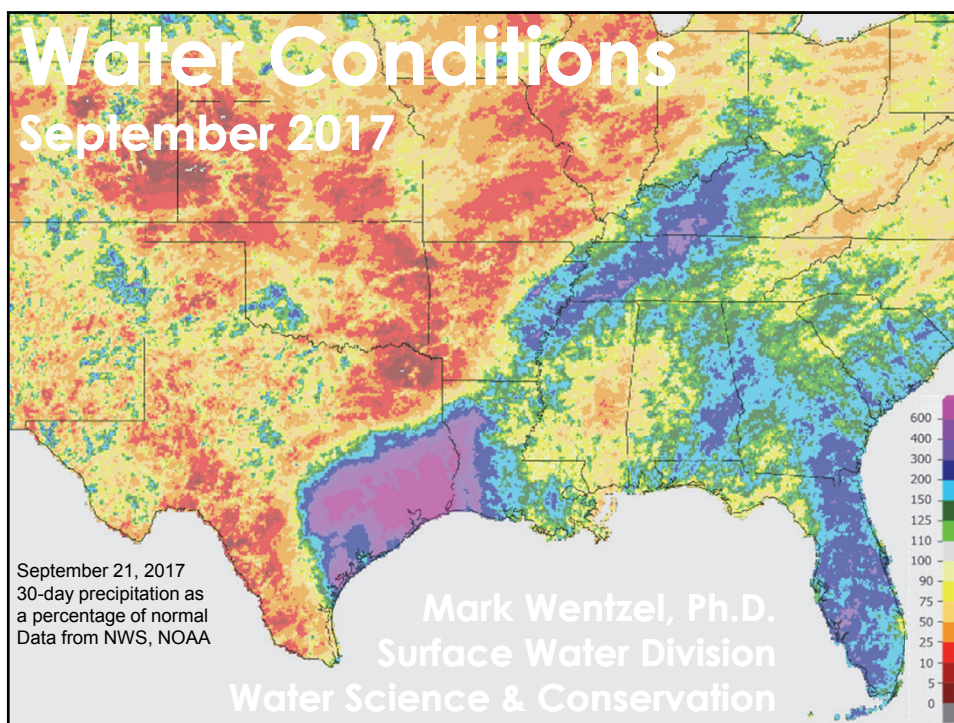 Water Conditions
September 2017
600
400
300
200
150
125
110
100
90
75
50
25
10
5
0
September 21, 2017
30-day precipitation as
a percentage of normal
Data from NWS, NOAA
Mark Wentzel, Ph.D.
Surface Water Division
Water Science & Conservation